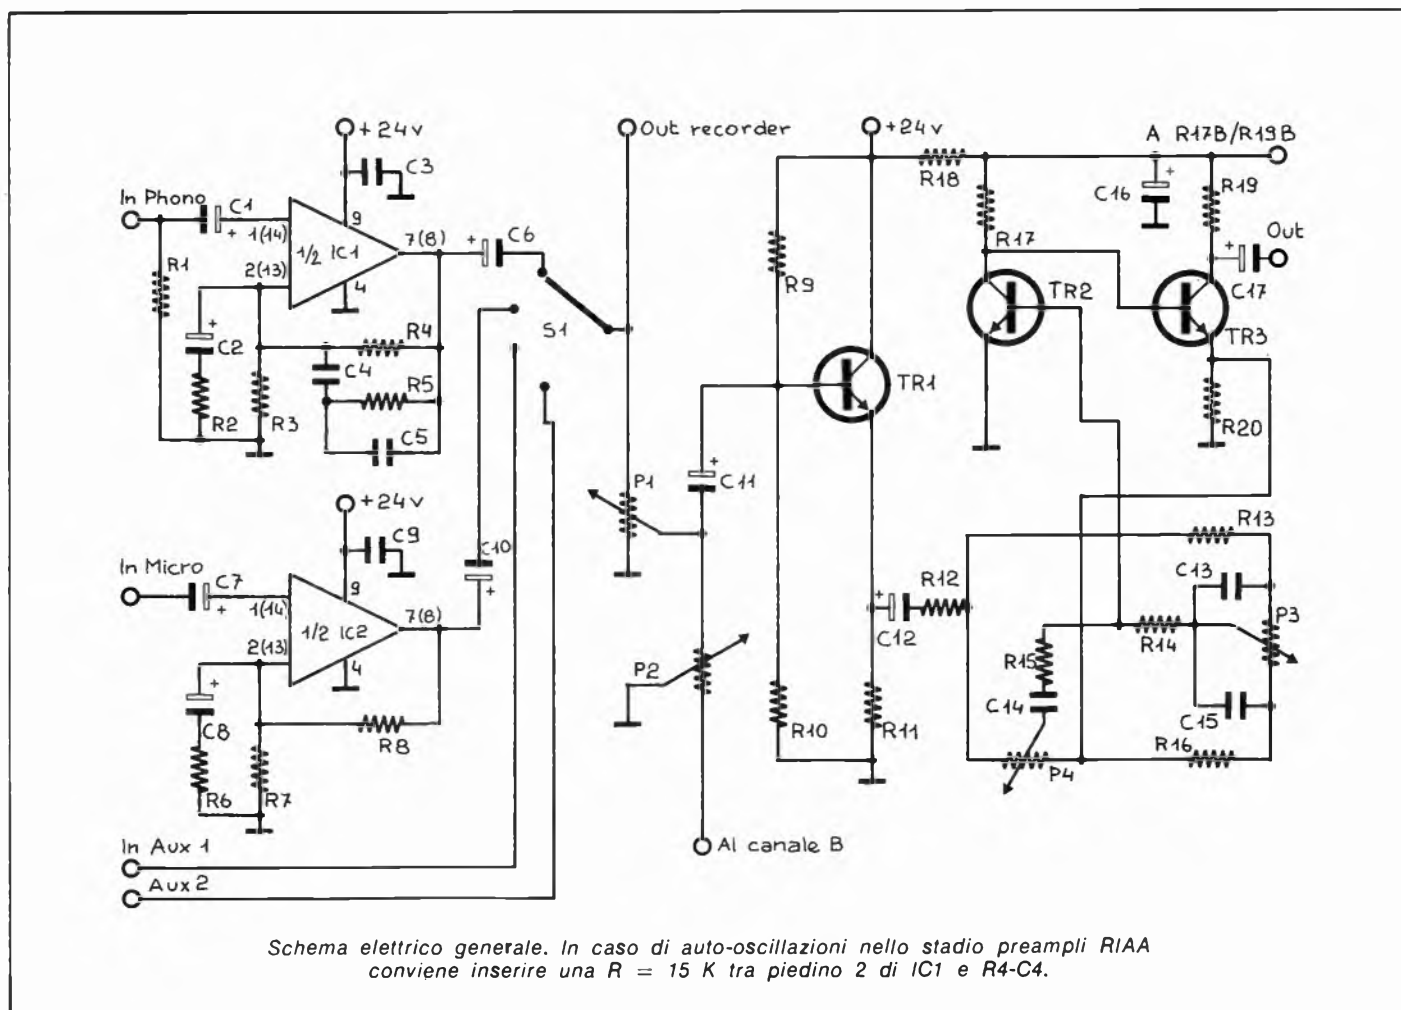 +24v
Out recorder
+24v
A R17B/R19B
In Phono
C1
+
1(14)
9
C3
1/2 IC1
7(8)
+
C6
R18
C16
+
R19
Out
R1
2(13)
4
S1
R9
R17
+
C17
+
C2
R4
TR2
TR3
C4
R5
TR1
R2
R3
C5
R20
+24v
P1
+
C11
C9
C10
+
R13
In Micro
C7
+
1(14)
9
1/2 IC2
7(8)
R12
C13
+
C12
P3
2(13)
4
P2
R15
R14
+
C8
C14
C15
R8
R10
R11
R16
R6
R7
P4
In Aux 1
Al canale B
Aux 2
Schema elettrico generale. In caso di auto-oscillazioni nello stadio preampli RIAA
conviene inserire una R = 15 K tra piedino 2 di IC1 e R4-C4.